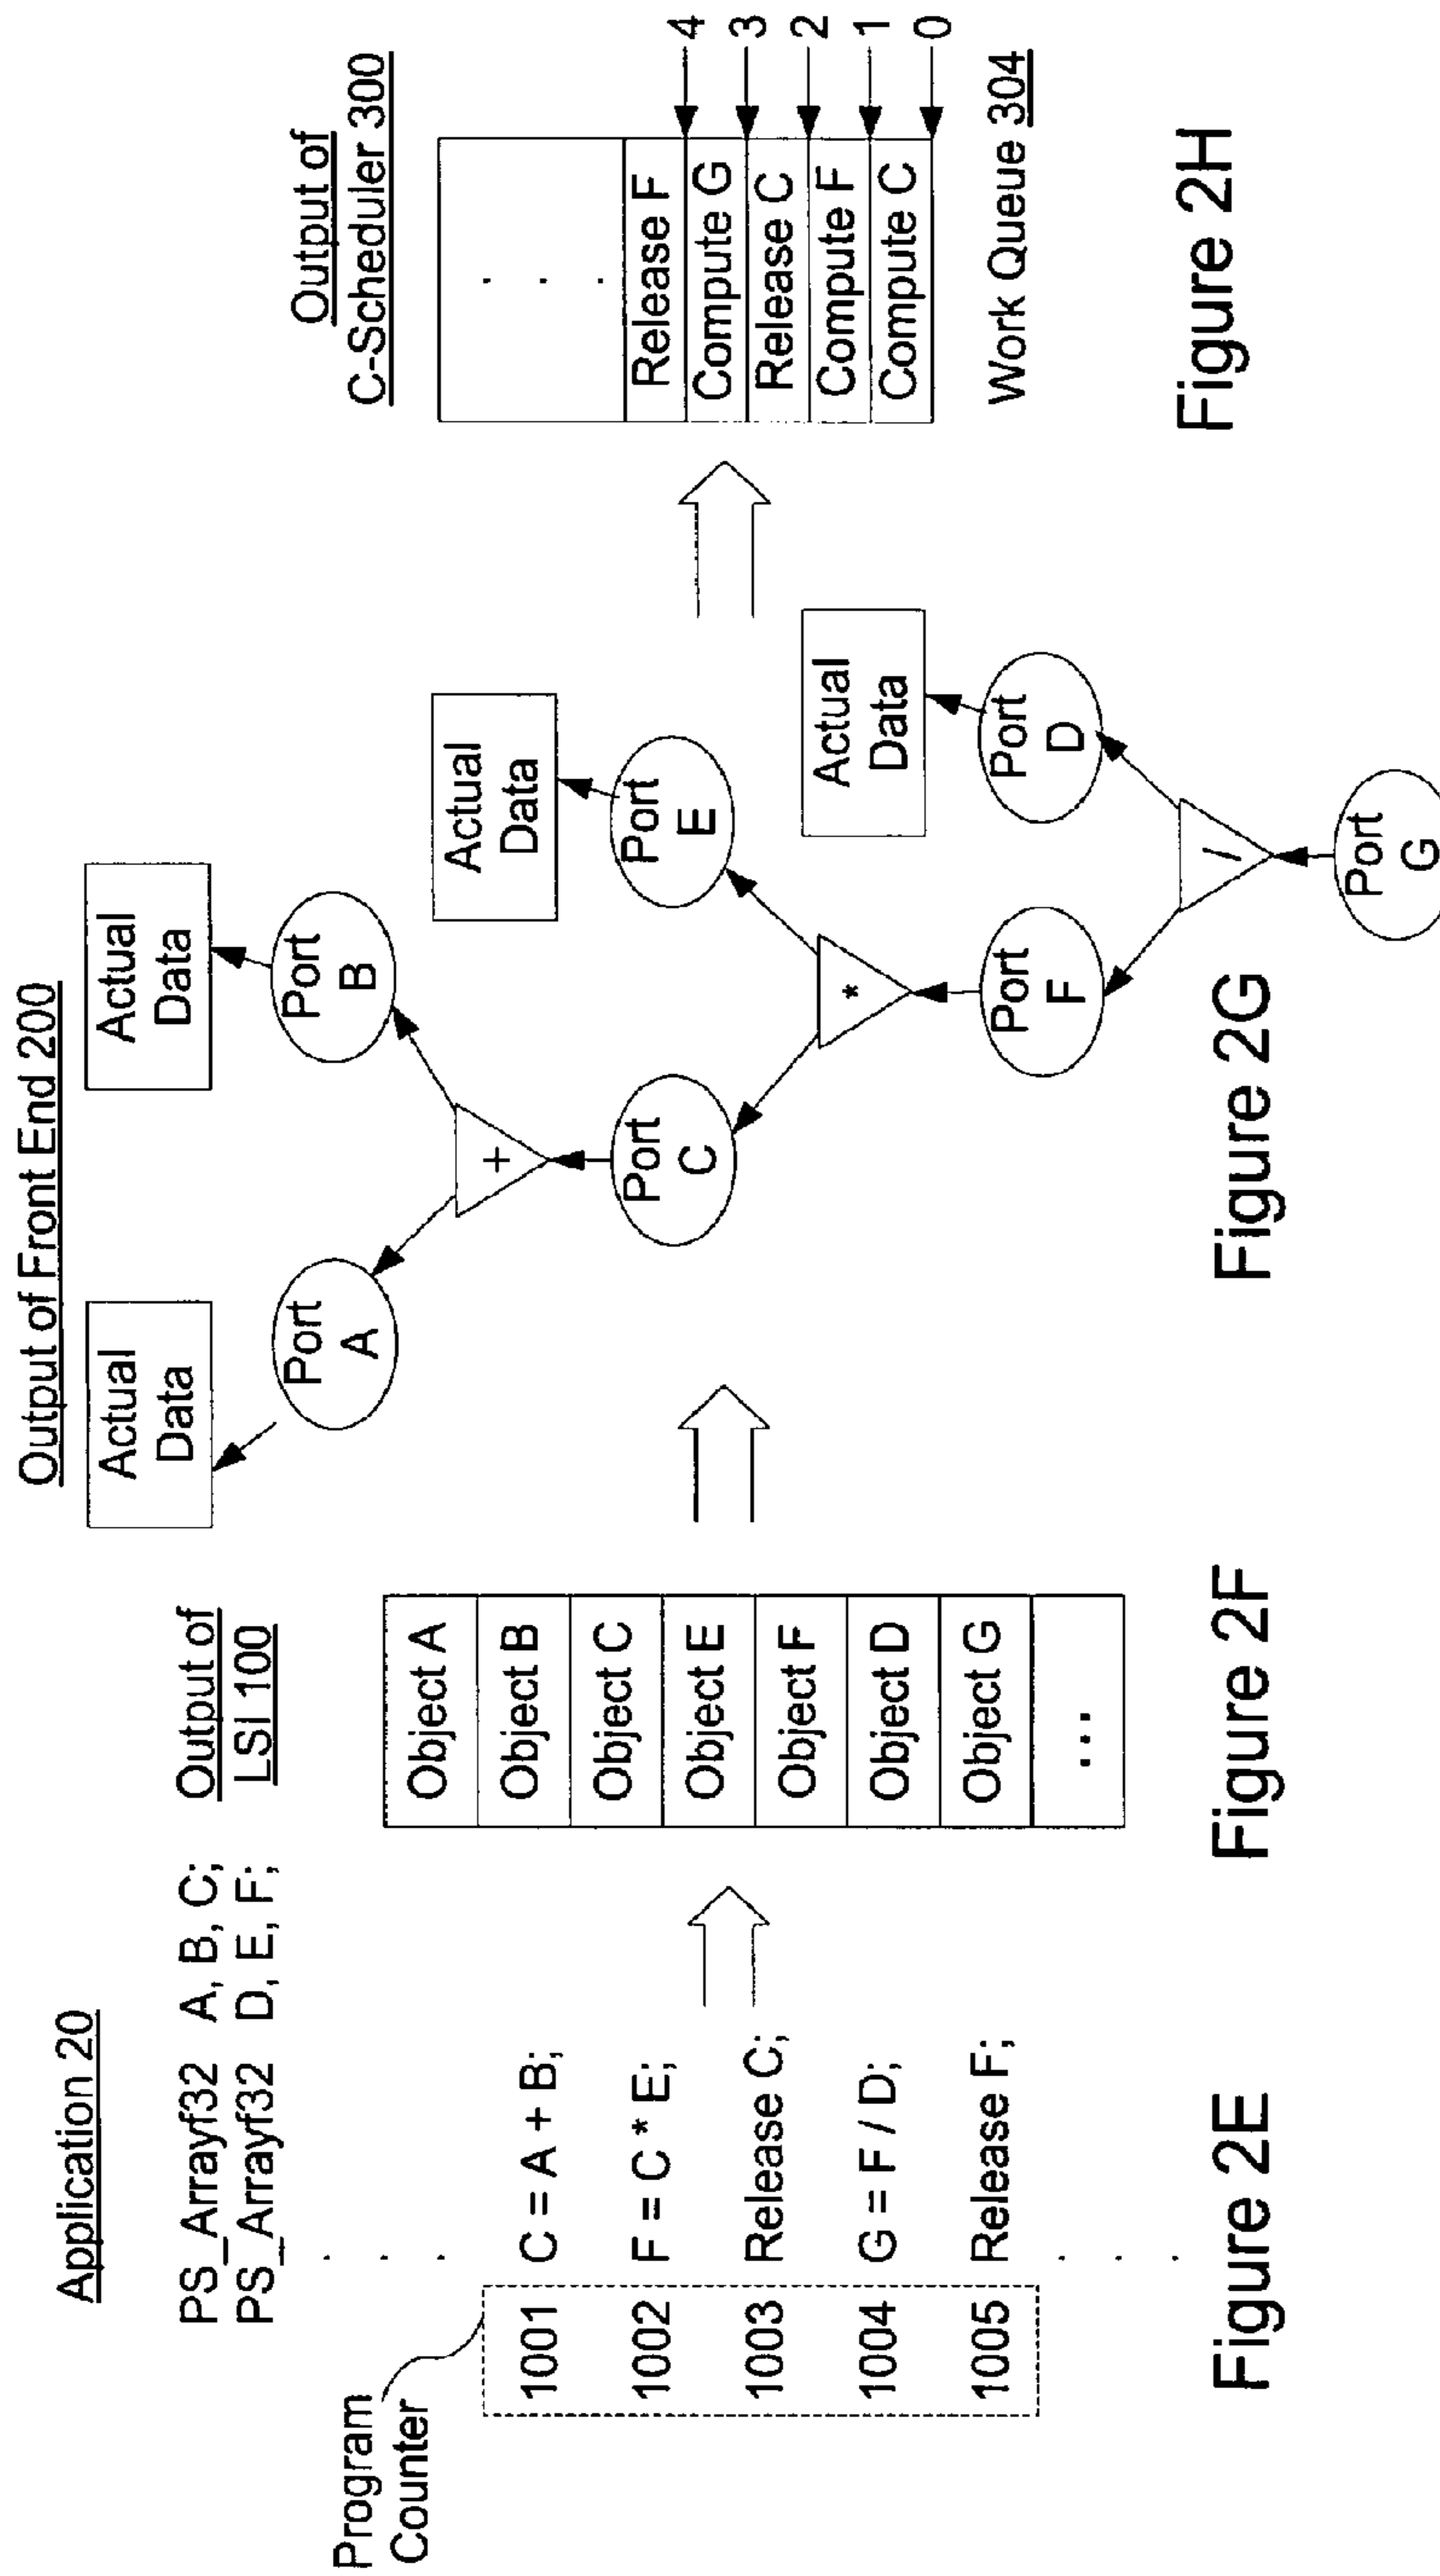 Application 20
PS_Arrayf32 A, B, C;
PS_Arrayf32 D, E, F;
.
.
.
Program
Counter
1001 C = A + B;
1002 F = C * E;
1003 Release C;
1004 G = F / D;
1005 Release F;
.
.
.
Figure 2E
Output of
LSI 100
Object A
Object B
Object C
Object E
Object F
Object D
Object G
...
Figure 2F
Output of Front End 200
Actual
Data
Actual
Data
Port
A
Port
B
+
Actual
Data
Port
C
Port
E
*
Actual
Data
Port
F
Port
D
/
Port
G
Figure 2G
Output of
C-Scheduler 300
.
.
.
Release F
4
Compute G
3
Release C
2
Compute F
1
Compute C
0
Work Queue 304
Figure 2H